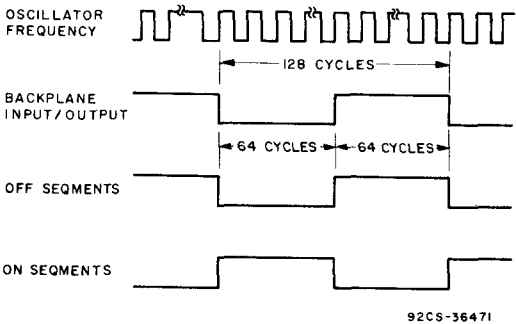 OSCILLATOR
FREQUENCY
128 CYCLES
BACKPLANE
INPUT/OUTPUT
64 CYCLES
64 CYCLES
OFF SEQMENTS
ON SEQMENTS
92CS-36471